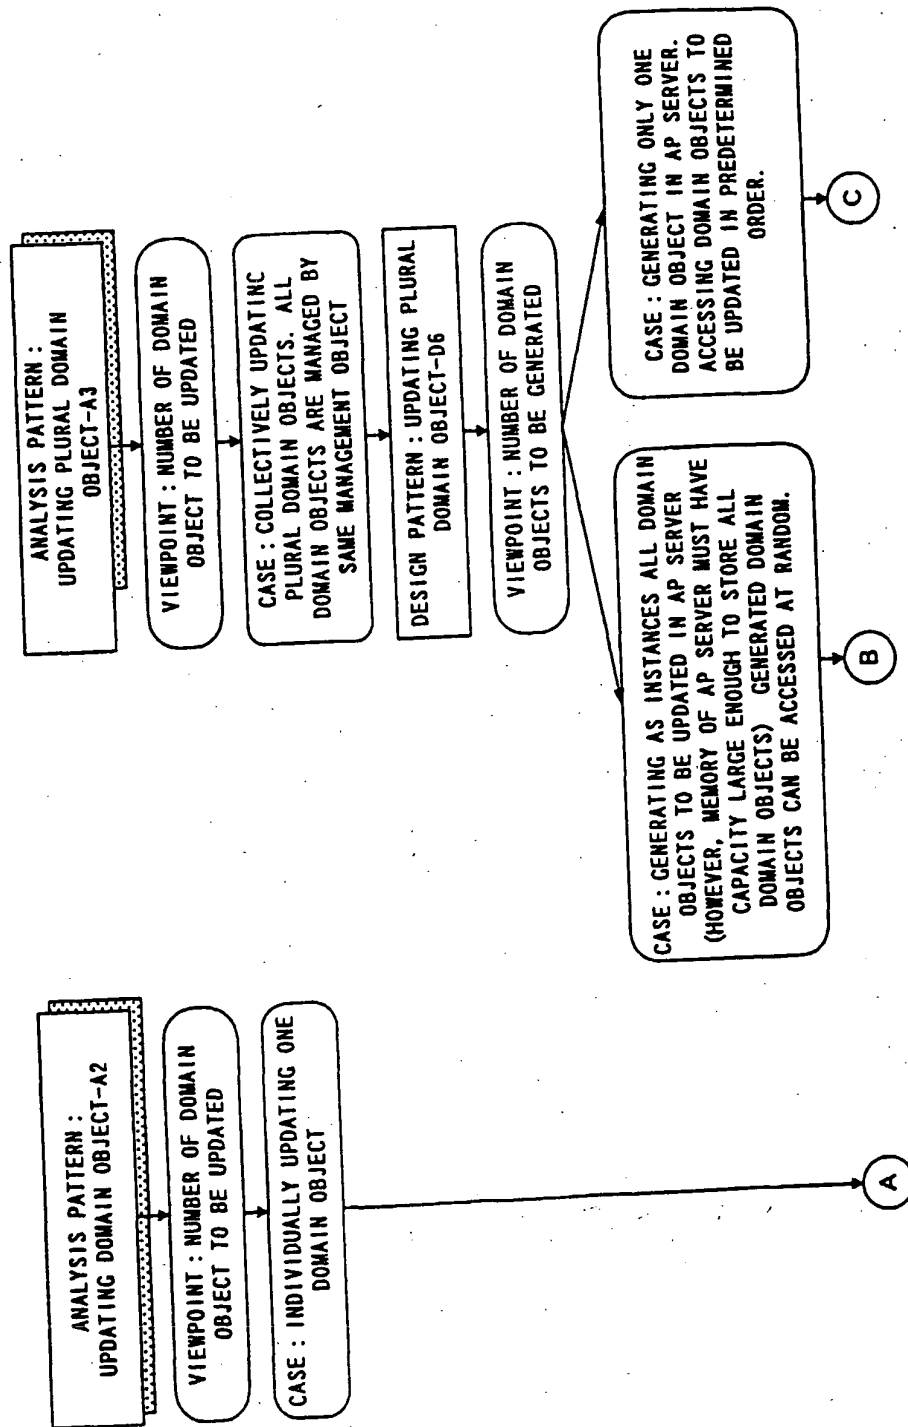 ANALYSIS PATTERN :
UPDATING DOMAIN OBJECT-A2
VIEWPOINT : NUMBER OF DOMAIN
OBJECT TO BE UPDATED
CASE : INDIVIDUALLY UPDATING ONE
DOMAIN OBJECT
A
ANALYSIS PATTERN :
UPDATING PLURAL DOMAIN
OBJECT-A3
VIEWPOINT : NUMBER OF DOMAIN
OBJECT TO BE UPDATED
CASE : COLLECTIVELY UPDATINC
PLURAL DOMAIN OBJECTS. ALL
DOMAIN OBJECTS ARE MANAGED BY
SAME MANAGEMENT OBJECT
DESIGN PATTERN : UPDATING PLURAL
DOMAIN OBJECT-D6
VIEWPOINT : NUMBER OF DOMAIN
OBJECTS TO BE GENERATED
CASE : GENERATING AS INSTANCES ALL DOMAIN
OBJECTS TO BE UPDATED IN AP SERVER
(HOWEVER, MEMORY OF AP SERVER MUST HAVE
CAPACITY LARGE ENOUGH TO STORE ALL
DOMAIN OBJECTS) GENERATED DOMAIN
OBJECTS CAN BE ACCESSED AT RANDOM.
B
CASE : GENERATING ONLY ONE
DOMAIN OBJECT IN AP SERVER.
ACCESSING DOMAIN OBJECTS TO
BE UPDATED IN PREDETERMINED
ORDER.
C